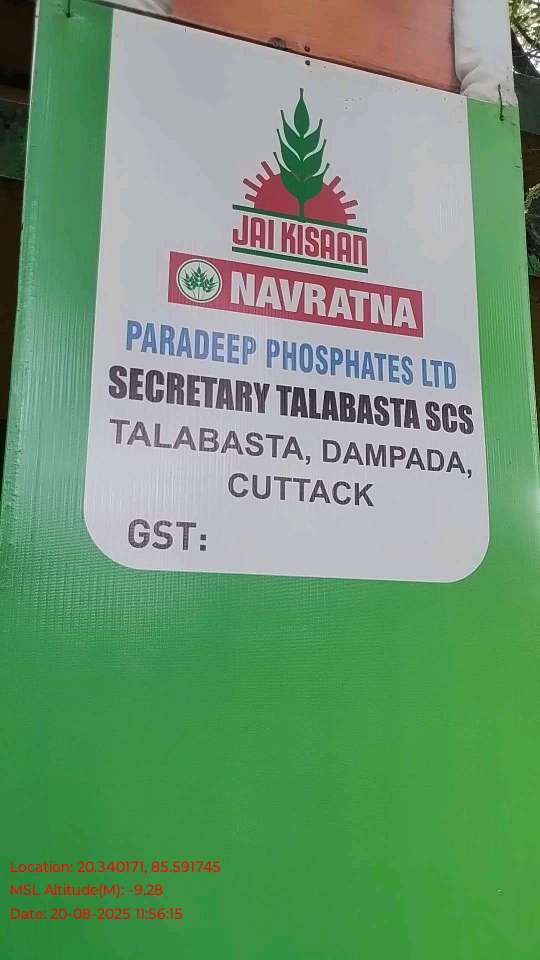 JAI KISAAN
NAVRATNA
PARADEEP PHOSPHATES LTD
SECRETARY TALABASTA SCS
TALABASTA, DAMPADA,
CUTTACK
GST:
Location: 20.340171, 85.591745
MSL Altitude(M): -9.28
Date: 20-08-2025 11:56:15